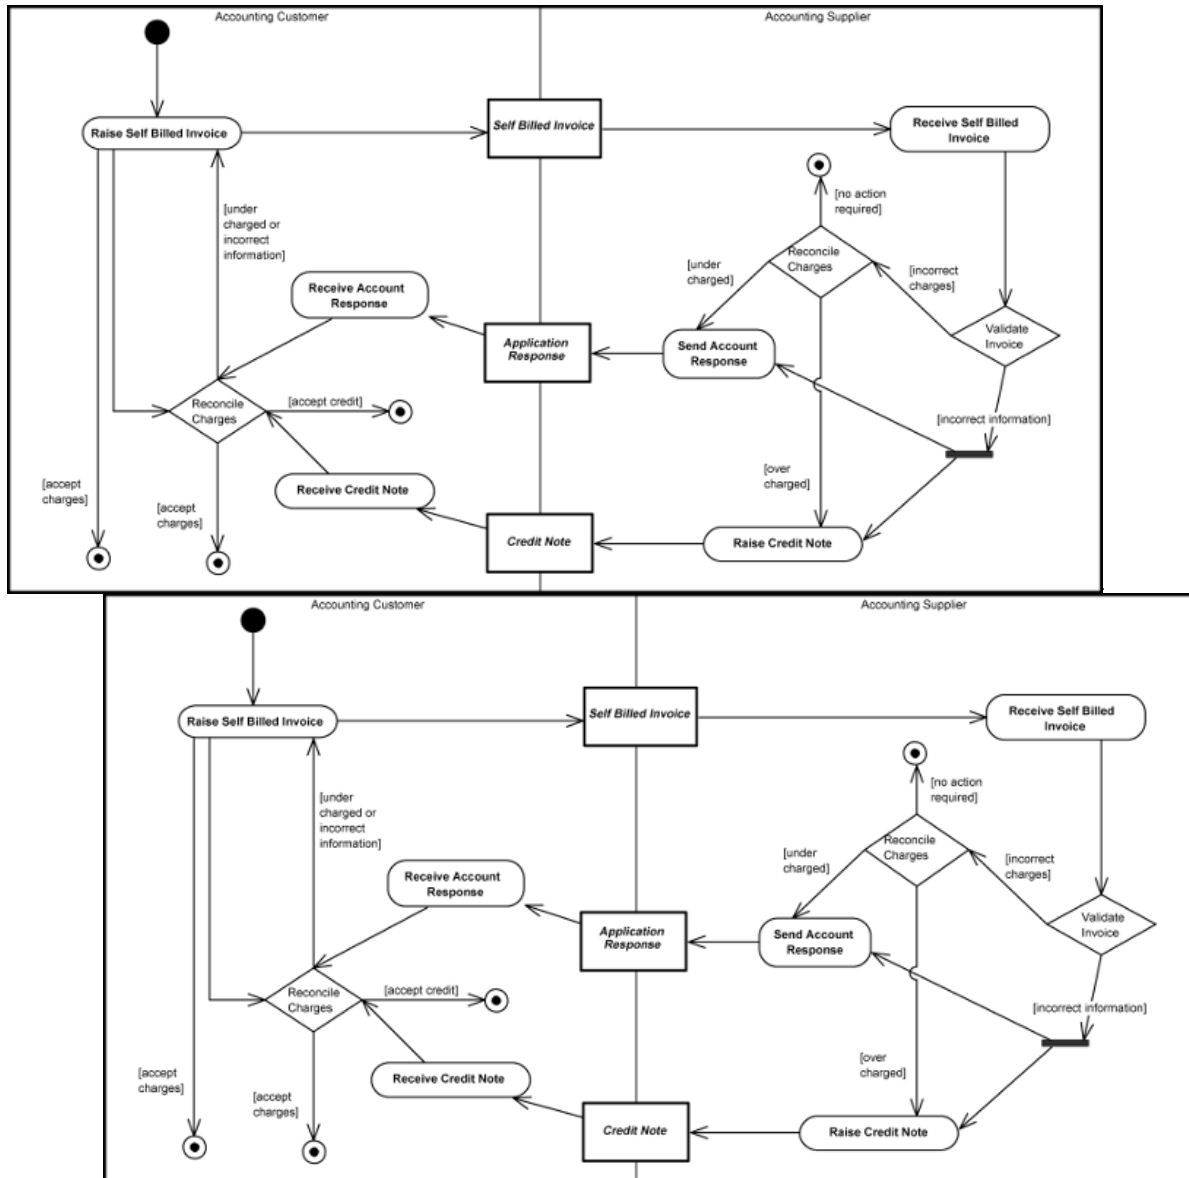 Accounting Customer
Accounting Supplier
Raise Self Billed Invoice
Self Billed Invoice
Receive Self Billed
Invoice
[no action
required]
[under
charged or
incorrect
information]
Reconcile
Charges
[under
charged]
[incorrect
charges]
Receive Account
Response
Application
Response
Send Account
Response
Validate
Invoice
Reconcile
Charges
[accept credit]
[incorrect information]
[over
charged]
[accept
charges]
Receive Credit Note
[accept
charges]
Credit Note
Raise Credit Note
Accounting Customer
Accounting Supplier
Raise Self Billed Invoice
Self Billed Invoice
Receive Self Billed
Invoice
[no action
required]
[under
charged or
incorrect
information]
Reconcile
Charges
[under
charged]
[incorrect
charges]
Receive Account
Response
Application
Response
Send Account
Response
Validate
Invoice
Reconcile
Charges
[accept credit]
[incorrect information]
[over
charged]
[accept
charges]
Receive Credit Note
[accept
charges]
Credit Note
Raise Credit Note